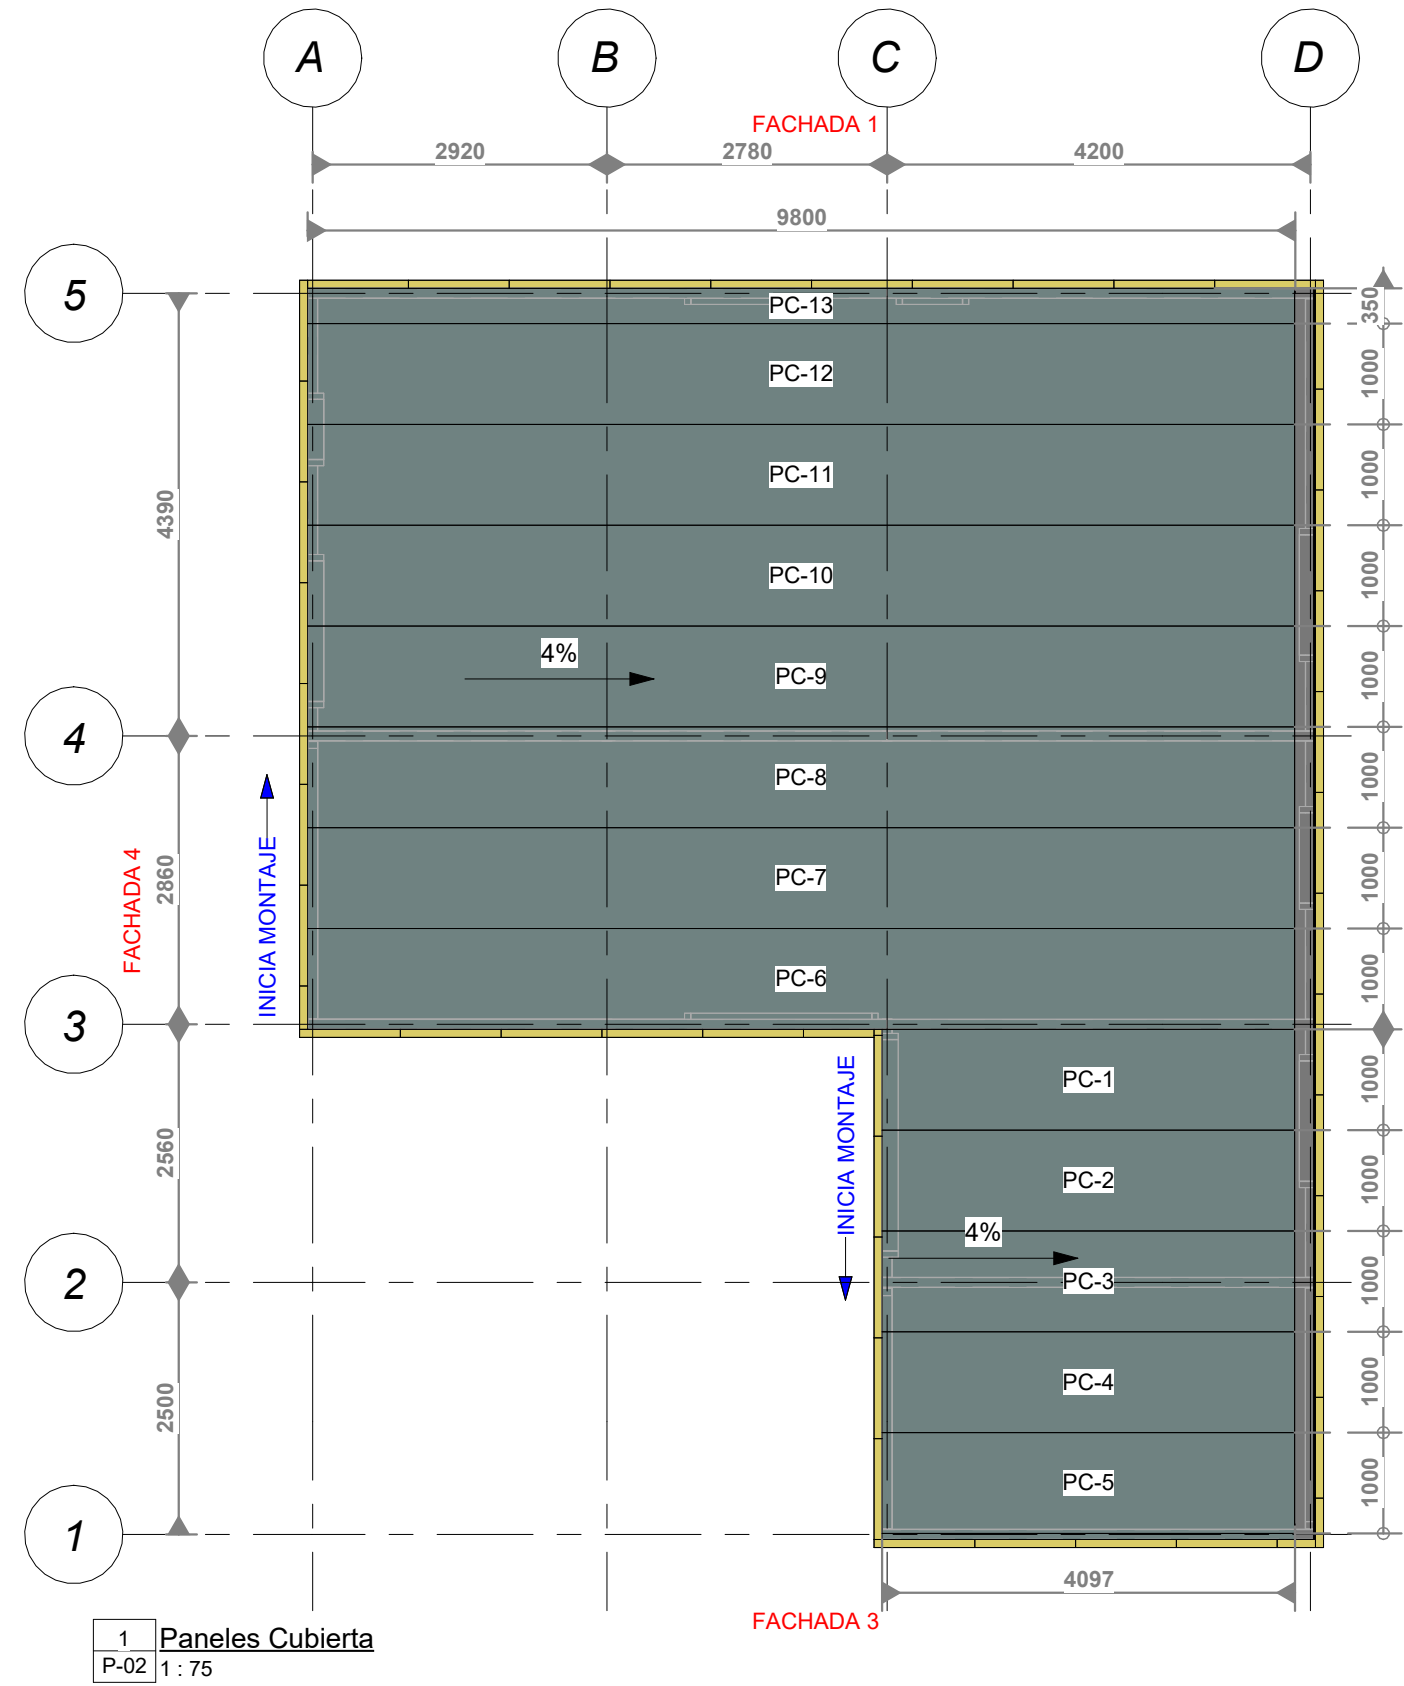 A
B
C
D
FACHADA 1
2920
2780
4200
9800
5
PC-13
350
PC-12
1000
PC-11
1000
4390
PC-10
1000
4%
PC-9
1000
4
PC-8
1000
INICIA MONTAJE
FACHADA 4
2860
PC-7
1000
PC-6
1000
3
INICIA MONTAJE
PC-1
1000
2560
PC-2
1000
4%
2
PC-3
1000
PC-4
1000
2500
PC-5
1000
1
4097
FACHADA 3
1
Paneles Cubierta
P-02
1 : 75